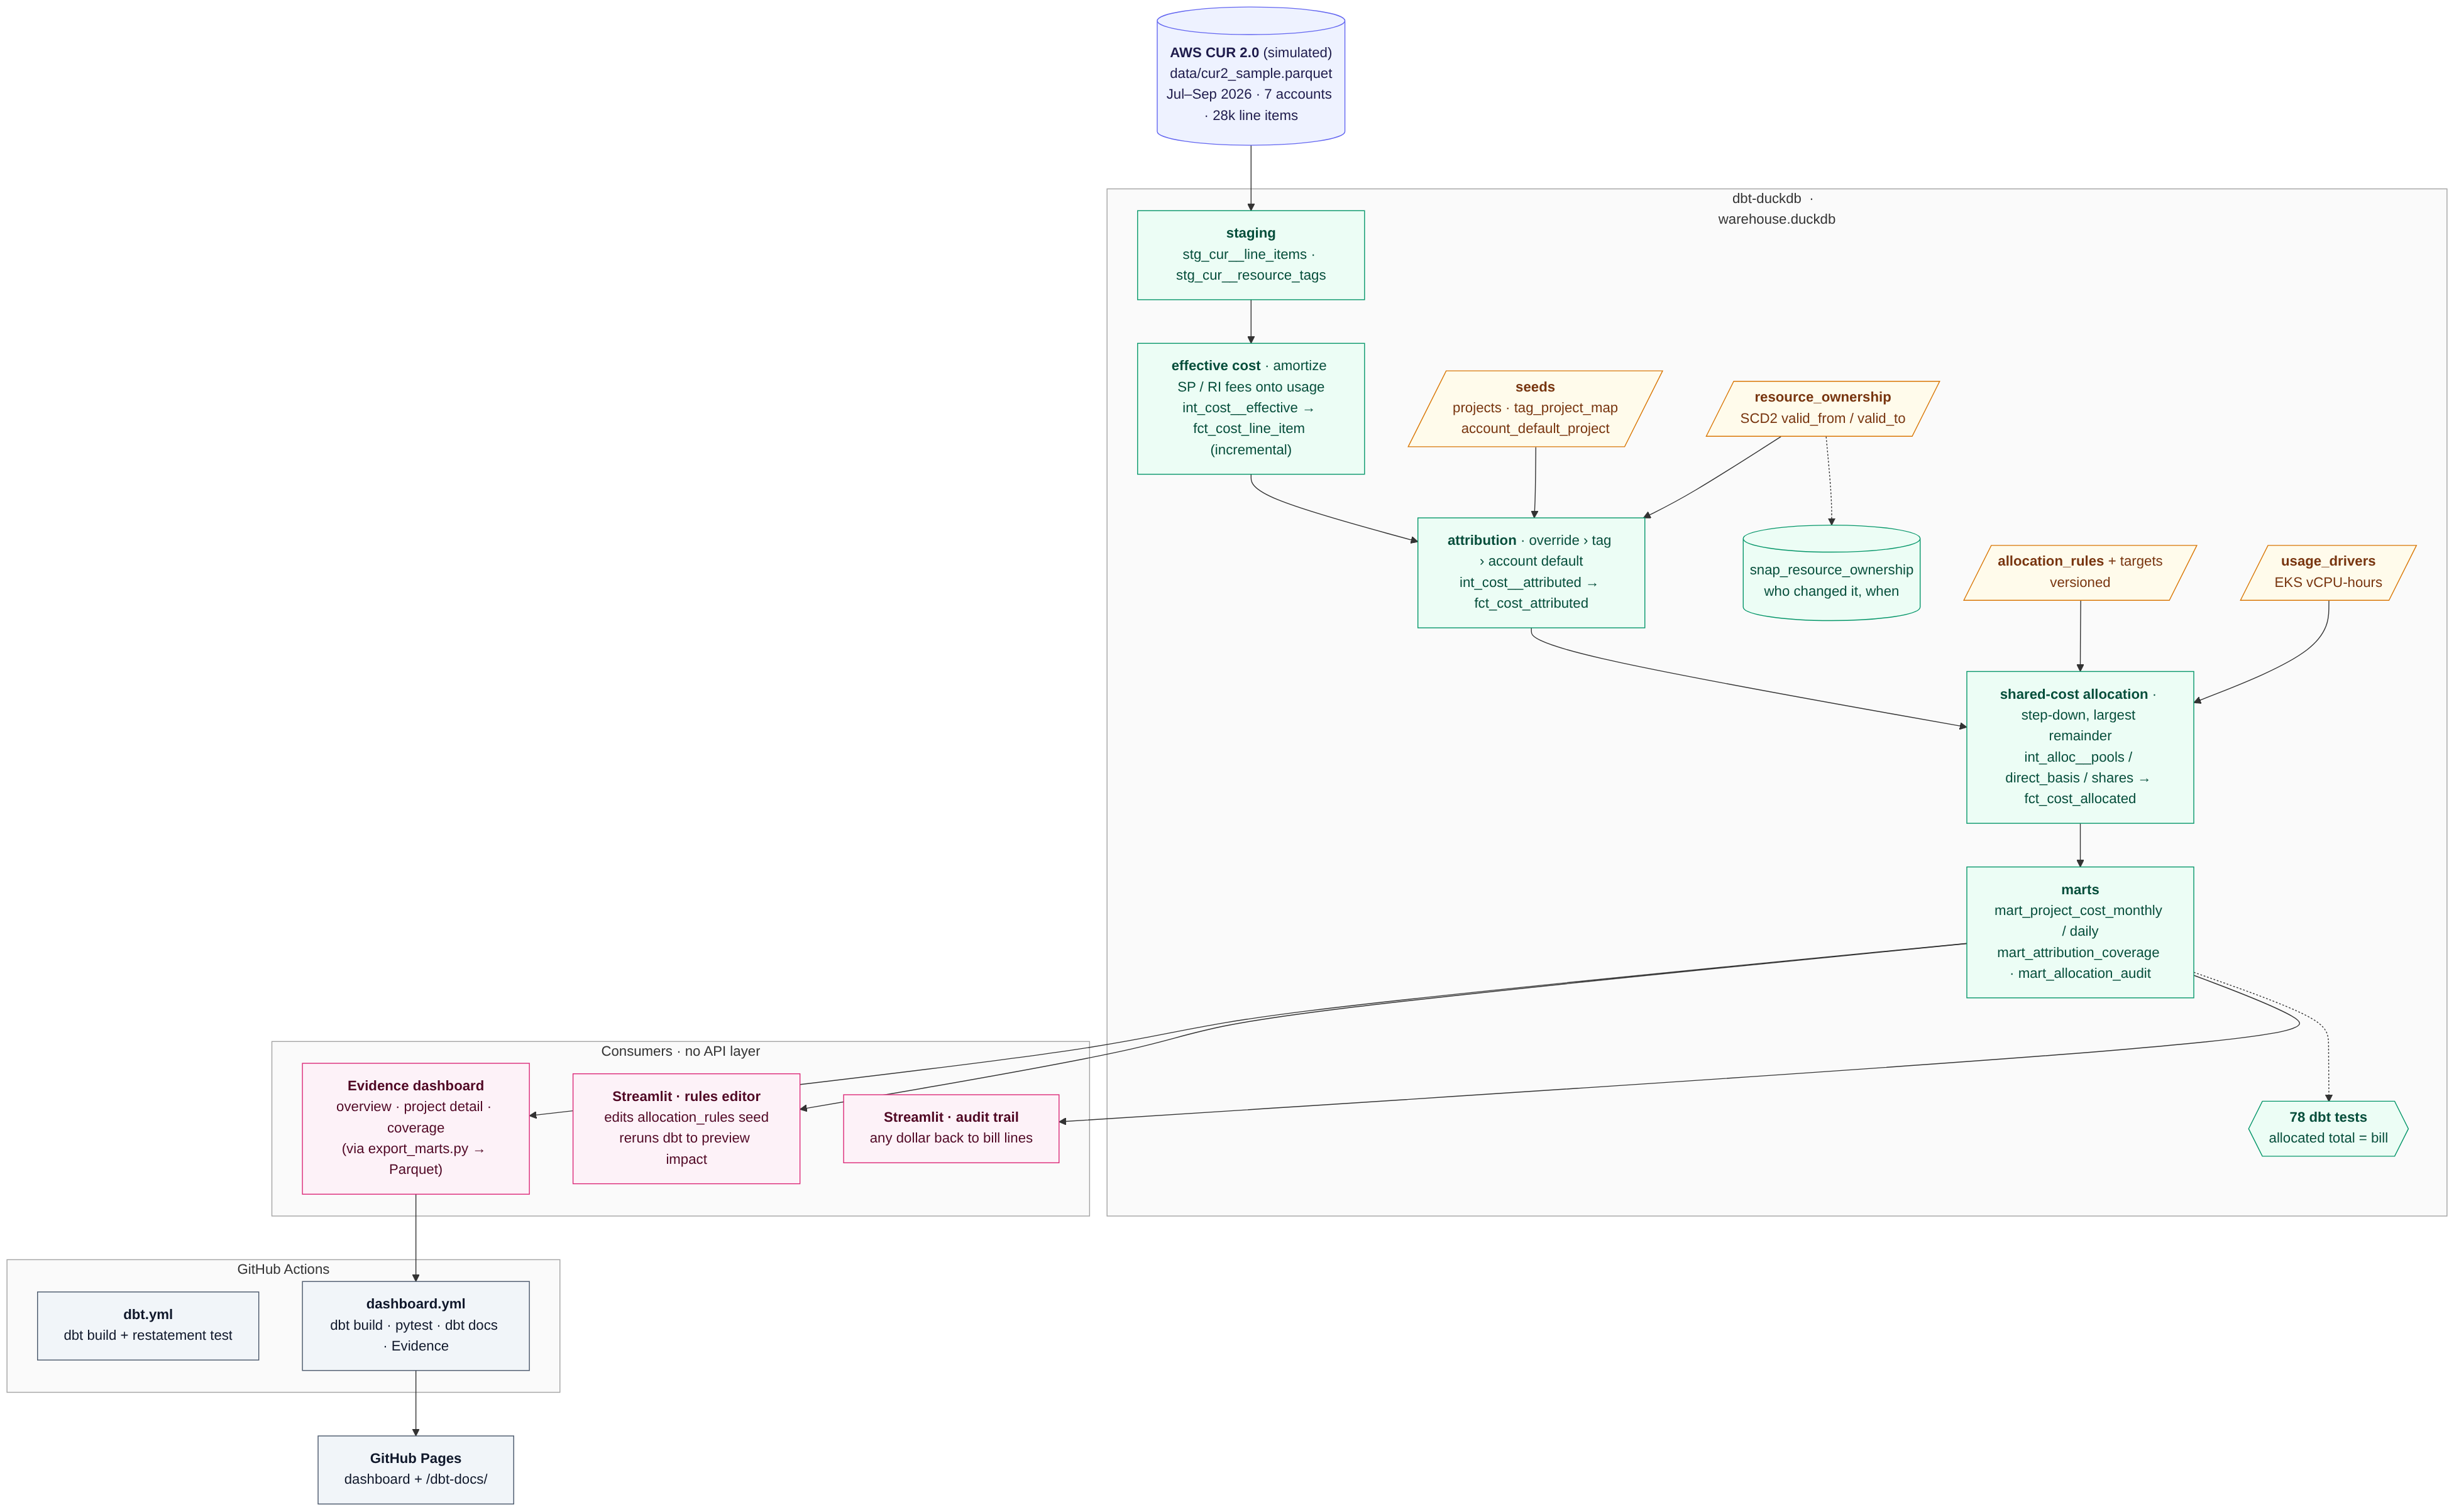 AWS CUR 2.0 (simulated)
data/cur2_sample.parquet
Jul–Sep 2026 · 7 accounts
· 28k line items
dbt-duckdb ·
warehouse.duckdb
staging
stg_cur__line_items ·
stg_cur__resource_tags
effective cost · amortize
SP / RI fees onto usage
int_cost__effective →
fct_cost_line_item
(incremental)
seeds
projects · tag_project_map
account_default_project
resource_ownership
SCD2 valid_from / valid_to
attribution · override › tag
› account default
int_cost__attributed →
fct_cost_attributed
snap_resource_ownership
who changed it, when
allocation_rules + targets
versioned
usage_drivers
EKS vCPU-hours
shared-cost allocation ·
step-down, largest
remainder
int_alloc__pools /
direct_basis / shares →
fct_cost_allocated
marts
mart_project_cost_monthly
/ daily
mart_attribution_coverage
· mart_allocation_audit
Consumers · no API layer
Evidence dashboard
overview · project detail ·
coverage
(via export_marts.py →
Parquet)
Streamlit · rules editor
edits allocation_rules seed
reruns dbt to preview
impact
Streamlit · audit trail
any dollar back to bill lines
78 dbt tests
allocated total = bill
GitHub Actions
dbt.yml
dbt build + restatement test
dashboard.yml
dbt build · pytest · dbt docs
· Evidence
GitHub Pages
dashboard + /dbt-docs/